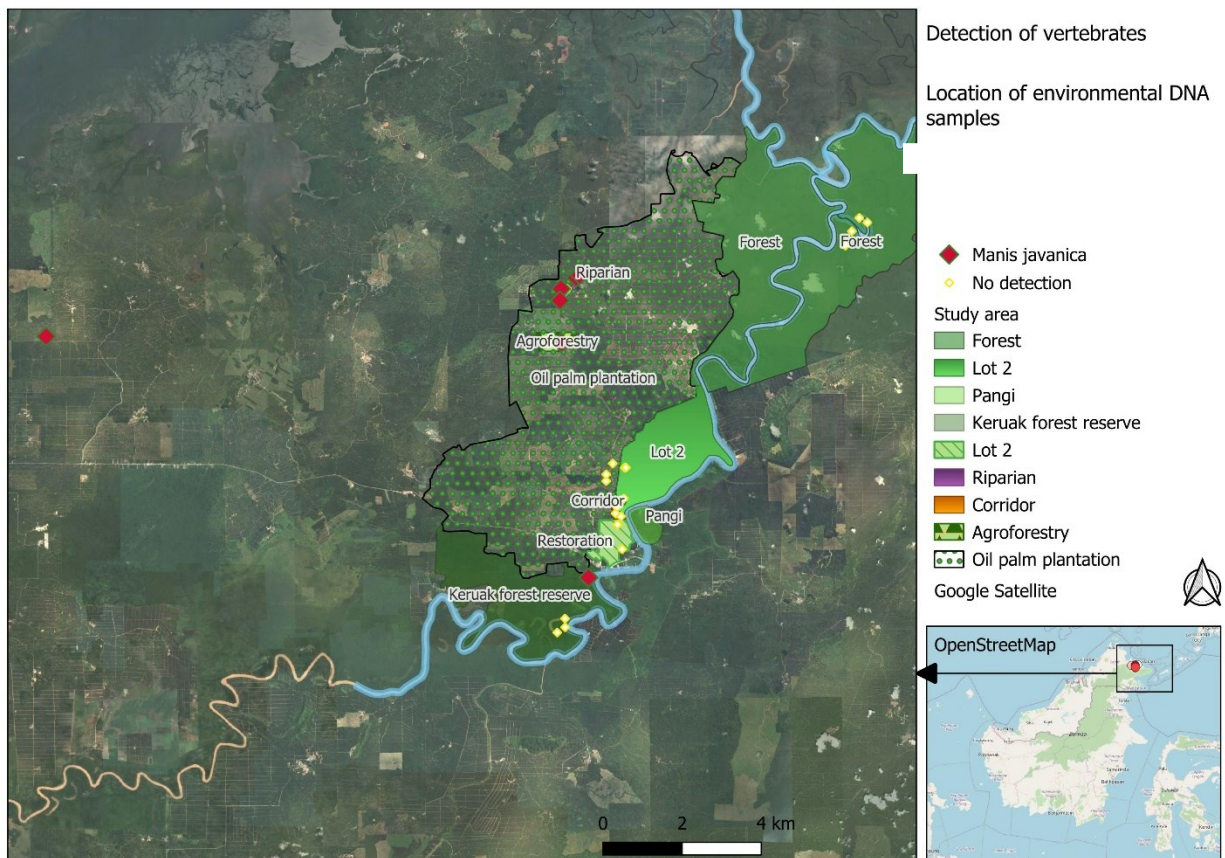 Detection of vertebrates
Location of environmental DNA
samples
Manis javanica
No detection
Study area
Forest
Lot 2
Pangi
Keruak forest reserve
Lot 2
Riparian
Corridor
Agroforestry
Oil palm plantation
Google Satellite
OpenStreetMap
Forest
Forest
Riparian
Agroforestry
Oil palm plantation
Lot 2
Corridor
Pangi
Restoration
Keruak forest reserve
0 2 4 km